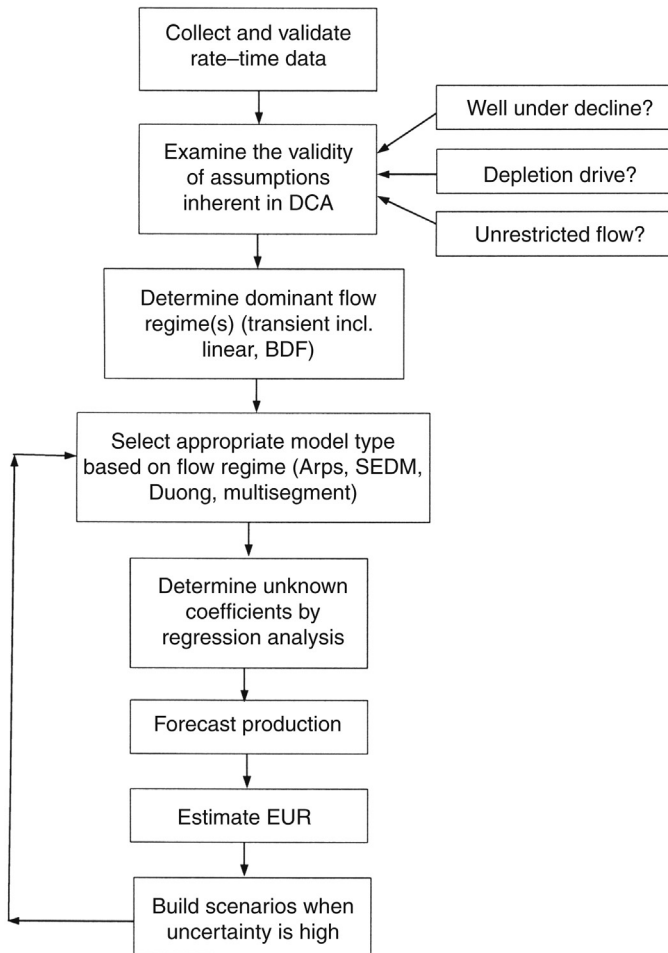 Collect and validate
rate–time data
Well under decline?
Examine the validity
of assumptions
inherent in DCA
Depletion drive?
Unrestricted flow?
Determine dominant flow
regime(s) (transient incl.
linear, BDF)
Select appropriate model type
based on flow regime (Arps, SEDM,
Duong, multisegment)
Determine unknown
coefficients by
regression analysis
Forecast production
Estimate EUR
Build scenarios when
uncertainty is high